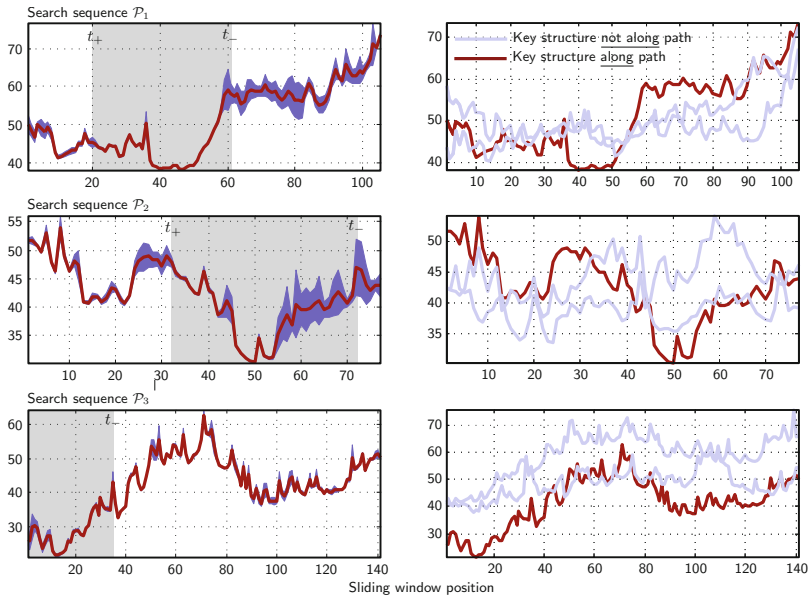 Search sequence 𝒫₁
t₊ t₋
70
60
50
40
20 40 60 80 100
Key structure not along path
Key structure along path
70
60
50
40
10 20 30 40 50 60 70 80 90 100
Search sequence 𝒫₂
t₊ t₋
55
50
45
40
35
10 20 30 40 50 60 70
50
45
40
35
10 20 30 40 50 60 70
Search sequence 𝒫₃
t₋
60
50
40
30
20 40 60 80 100 120 140
70
60
50
40
30
20 40 60 80 100 120 140
Sliding window position